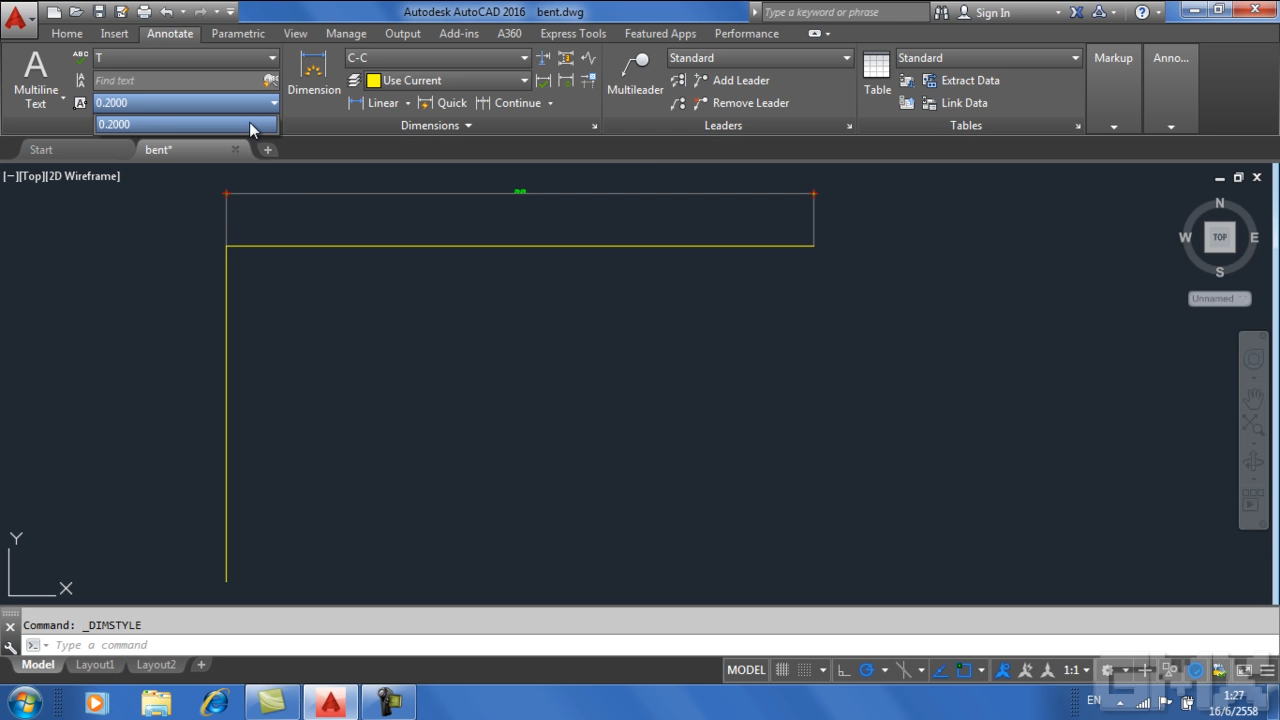 Autodesk AutoCAD 2016 bent.dwg
Type a keyword or phrase
Sign In
Home Insert Annotate Parametric View Manage Output Add-ins A360 Express Tools Featured Apps Performance
A
Multiline
Text
ABC
T
Find text
0.2000
0.2000
Dimension
C-C
Use Current
Linear
Quick
Continue
Dimensions
Multileader
Standard
Add Leader
Remove Leader
Leaders
Table
Standard
Extract Data
Link Data
Tables
Markup
Anno...
Start
bent*
[−][Top][2D Wireframe]
N
W TOP E
S
Unnamed
Y
X
Command: _DIMSTYLE
Type a command
Model Layout1 Layout2
MODEL
1:1
EN
1:27
16/6/2558